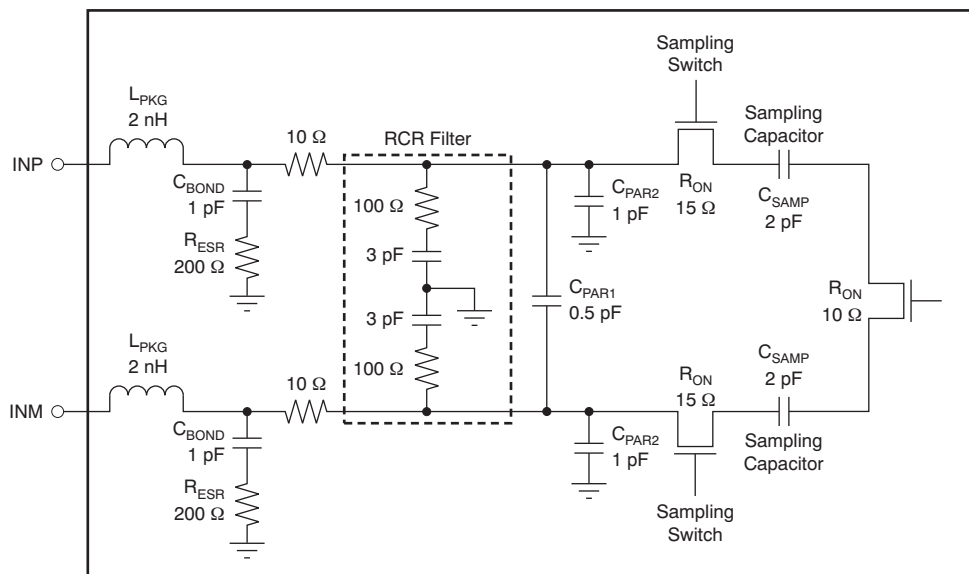 Sampling
Switch
L_PKG
2 nH
Sampling
Capacitor
10 Ω
RCR Filter
INP
C_BOND
1 pF
100 Ω
C_PAR2
1 pF
R_ON
15 Ω
C_SAMP
2 pF
R_ESR
200 Ω
3 pF
C_PAR1
0.5 pF
R_ON
10 Ω
3 pF
L_PKG
2 nH
100 Ω
C_SAMP
2 pF
10 Ω
R_ON
15 Ω
INM
C_BOND
1 pF
C_PAR2
1 pF
Sampling
Capacitor
R_ESR
200 Ω
Sampling
Switch